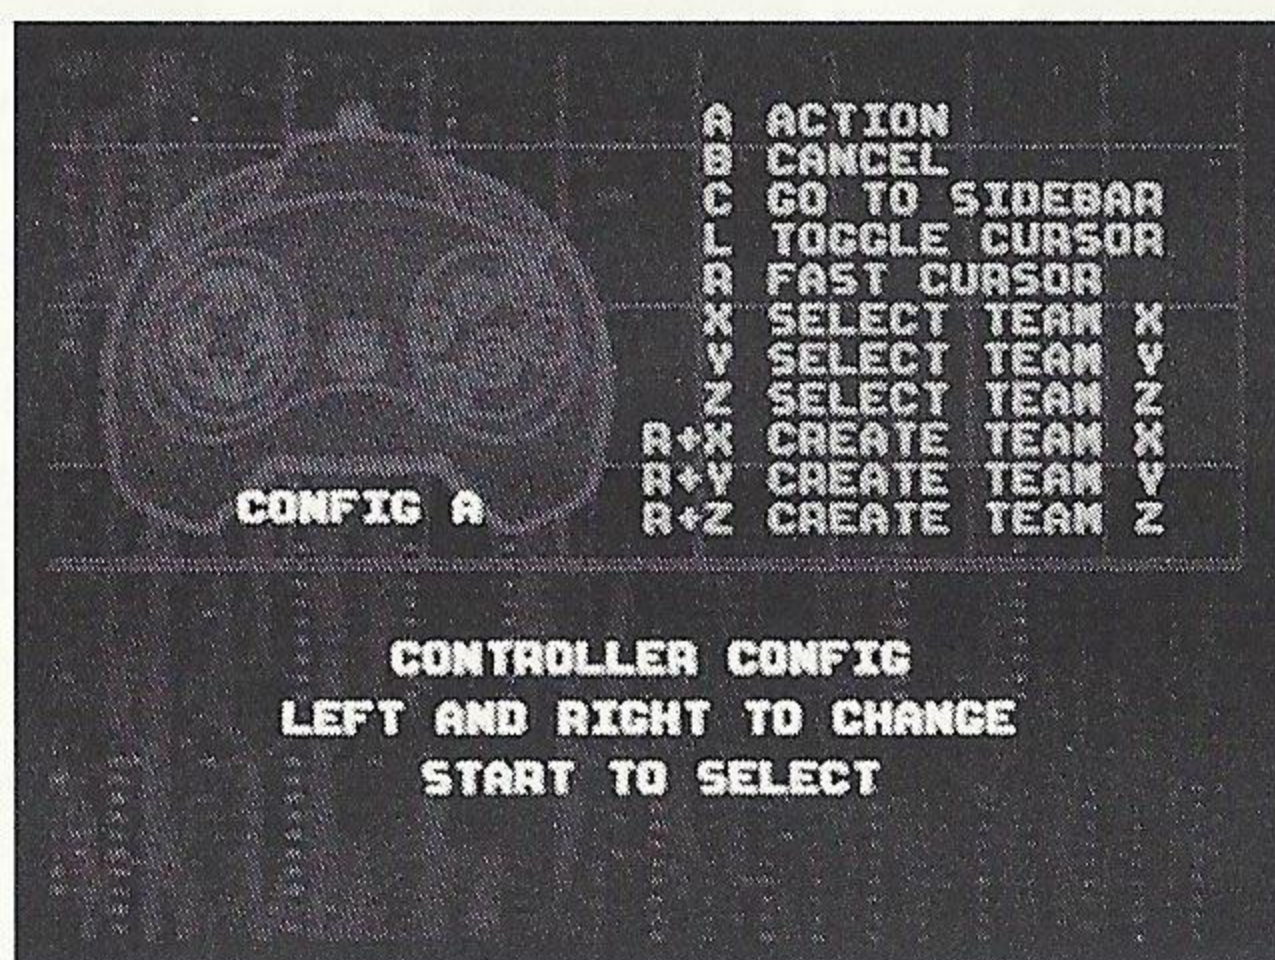 A ACTION
B CANCEL
C GO TO SIDEBAR
L TOGGLE CURSOR
R FAST CURSOR
X SELECT TEAM X
Y SELECT TEAM Y
Z SELECT TEAM Z
R+X CREATE TEAM X
R+Y CREATE TEAM Y
R+Z CREATE TEAM Z
CONFIG A
CONTROLLER CONFIG
LEFT AND RIGHT TO CHANGE
START TO SELECT